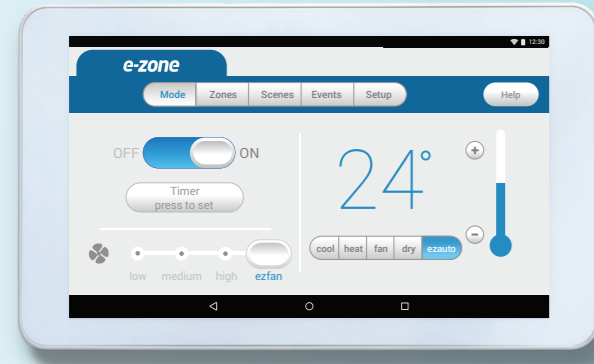 12:30
e-zone
Mode Zones Scenes Events Setup Help
OFF ON
24°
Timer
press to set
cool heat fan dry ezauto
low medium high ezfan